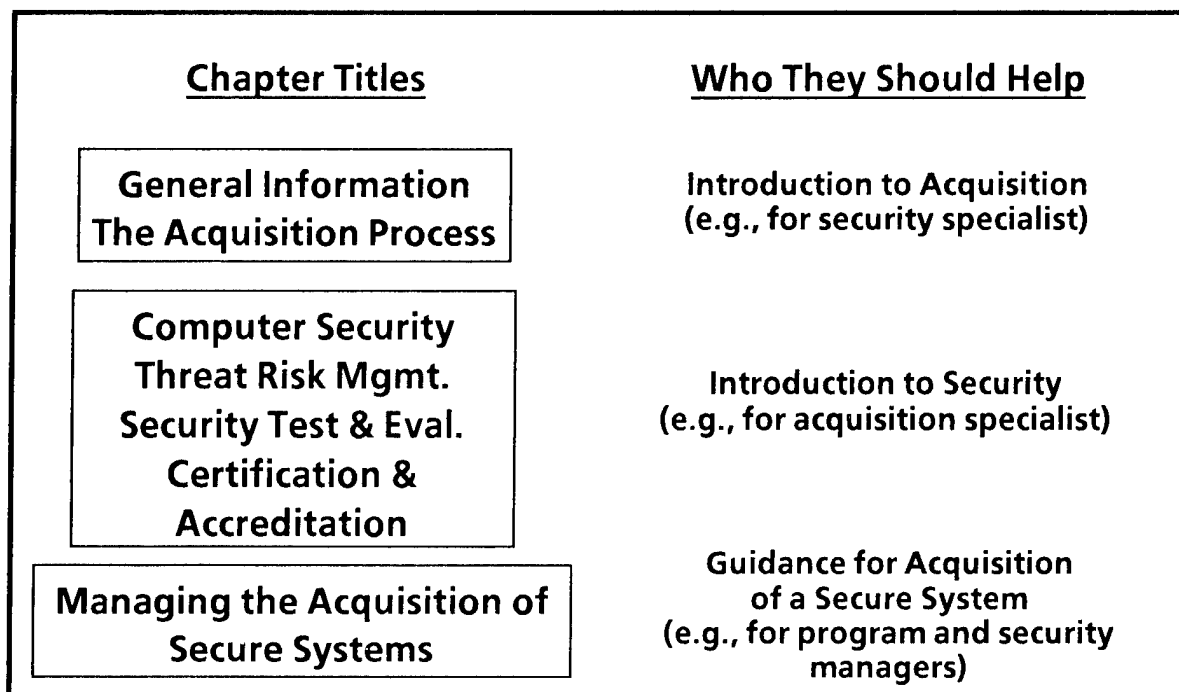 Chapter Titles
Who They Should Help
General Information
The Acquisition Process
Introduction to Acquisition
(e.g., for security specialist)
Computer Security
Threat Risk Mgmt.
Security Test & Eval.
Certification &
Accreditation
Introduction to Security
(e.g., for acquisition specialist)
Managing the Acquisition of
Secure Systems
Guidance for Acquisition
of a Secure System
(e.g., for program and security
managers)